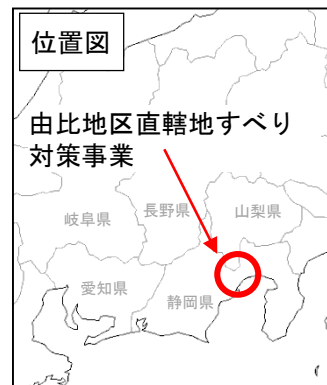 位置図
由比地区直轄地すべり
対策事業
長野県
山梨県
岐阜県
愛知県
静岡県